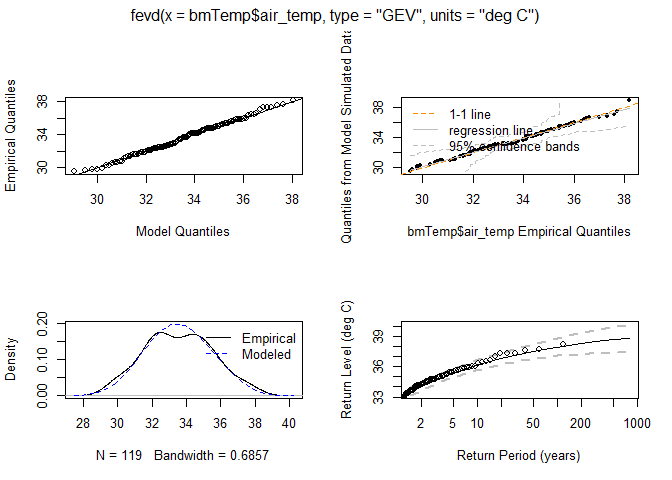 fevd(x = bmTemp$air_temp, type = "GEV", units = "deg C")
Empirical Quantiles
30 34 38
30 32 34 36 38
Model Quantiles
Quantiles from Model Simulated Data
30 34 38
1-1 line
regression line
95% confidence bands
30 32 34 36 38
bmTemp$air_temp Empirical Quantiles
Density
0.00 0.10 0.20
Empirical
Modeled
28 30 32 34 36 38 40
N = 119 Bandwidth = 0.6857
Return Level (deg C)
33 36 39
2 5 10 50 200 1000
Return Period (years)